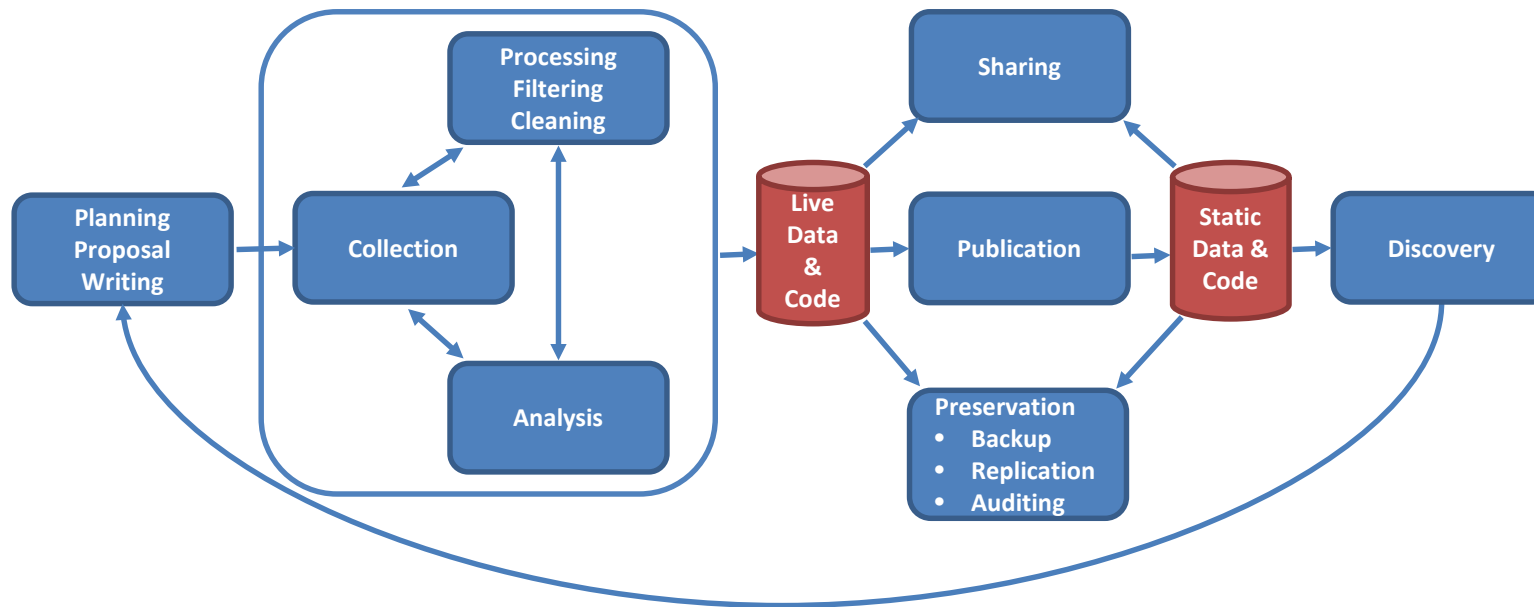 Planning
Proposal
Writing
Processing
Filtering
Cleaning
Collection
Analysis
Live
Data
&
Code
Sharing
Publication
Preservation
• Backup
• Replication
• Auditing
Static
Data &
Code
Discovery